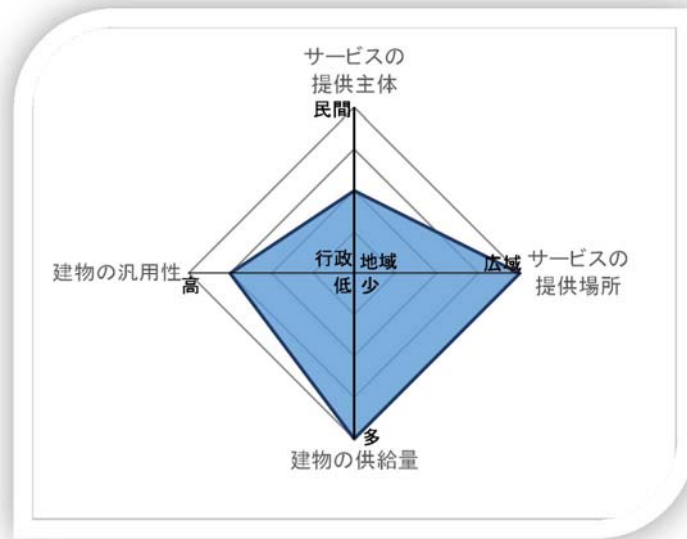 サービスの
提供主体
民間
建物の汎用性
高
行政
地域
低
少
広域
サービスの
提供場所
多
建物の供給量